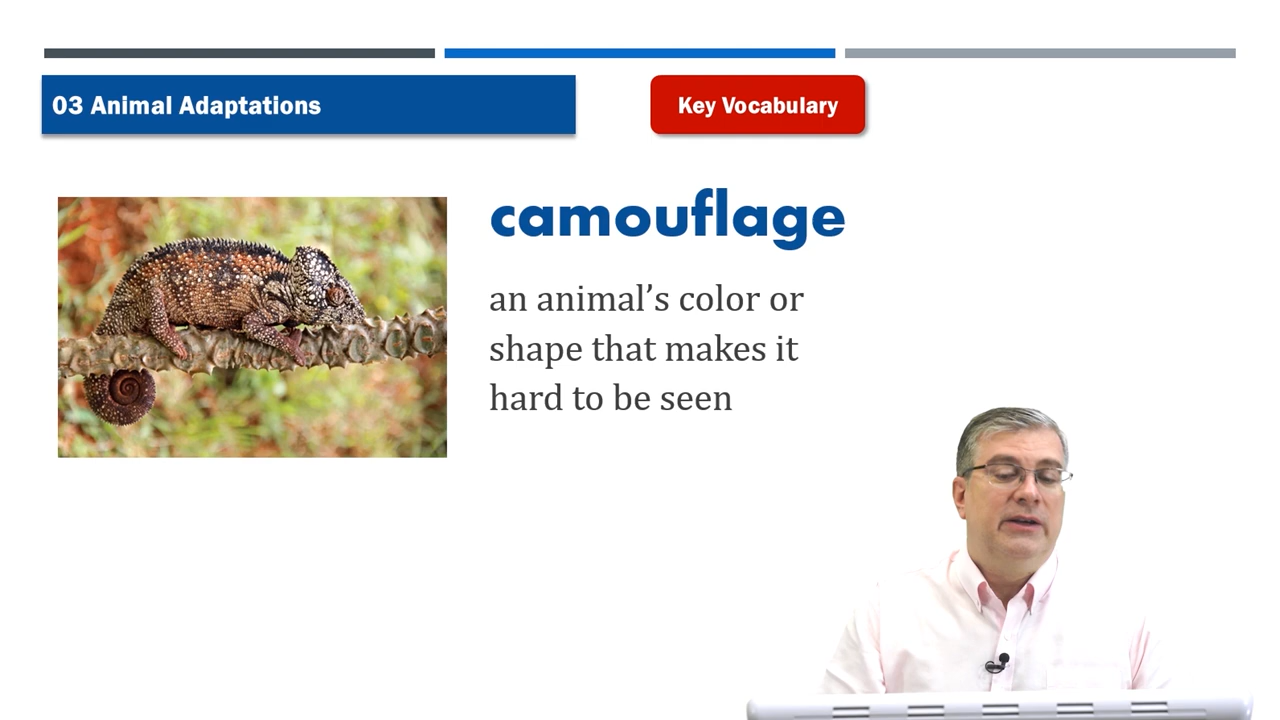 03 Animal Adaptations
Key Vocabulary
camouflage
an animal’s color or
shape that makes it
hard to be seen